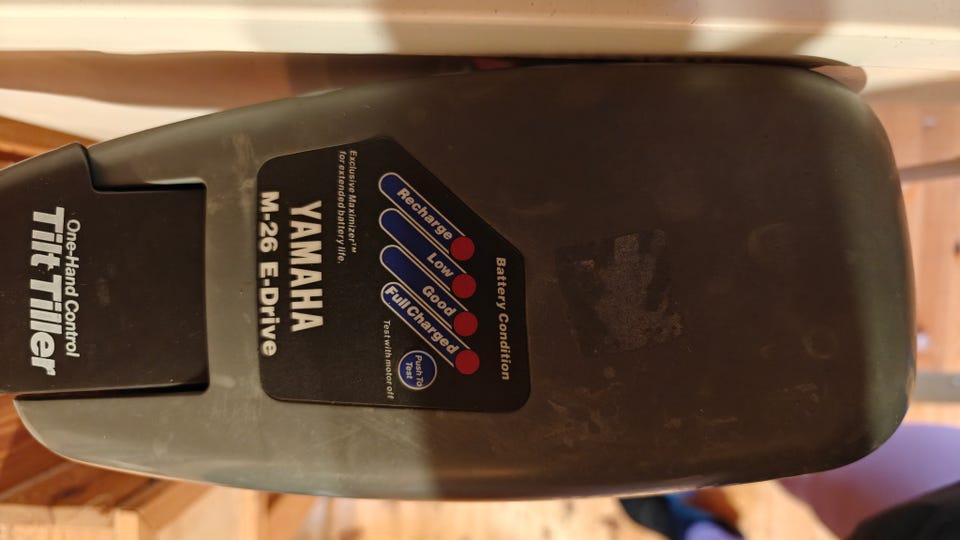 Battery Condition
Recharge
Low
Good
Full Charged
Push To
Test
Test with motor off
Exclusive Maximizer™
for extended battery life.
YAMAHA
M-26 E-Drive
One-Hand Control
Tilt Tiller